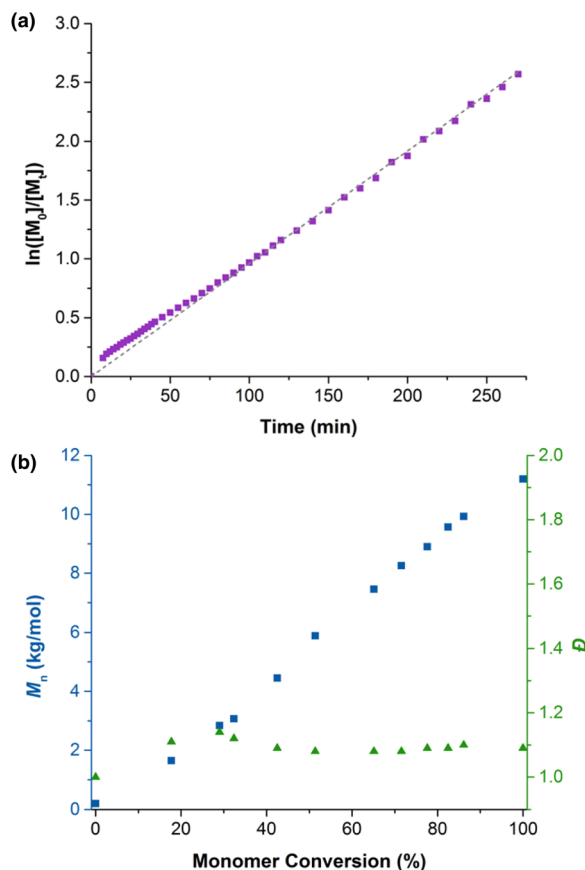 (a)
3.0
2.5
2.0
1.5
1.0
0.5
0.0
ln([M₀]/[Mₜ])
0 50 100 150 200 250
Time (min)
(b)
12
10
8
6
4
2
0
Mₙ (kg/mol)
2.0
1.8
1.6
1.4
1.2
1.0
Đ
0 20 40 60 80 100
Monomer Conversion (%)